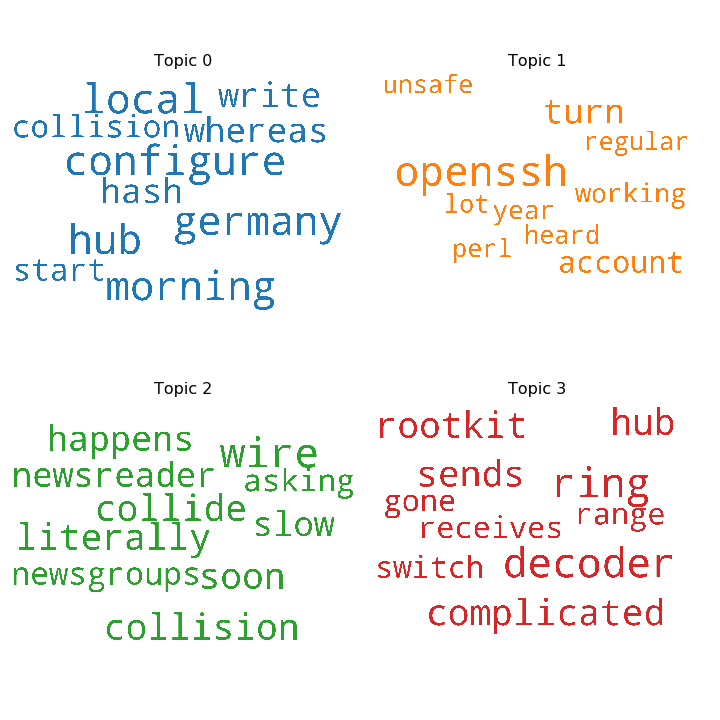 Topic 0
local write
collision whereas
configure
hash
germany
hub
start
morning
Topic 1
unsafe
turn
regular
openssh
working
lot year
heard
perl
account
Topic 2
happens
wire
newsreader
asking
collide
slow
literally
newsgroups soon
collision
Topic 3
rootkit hub
sends
ring
gone
range
receives
switch decoder
complicated